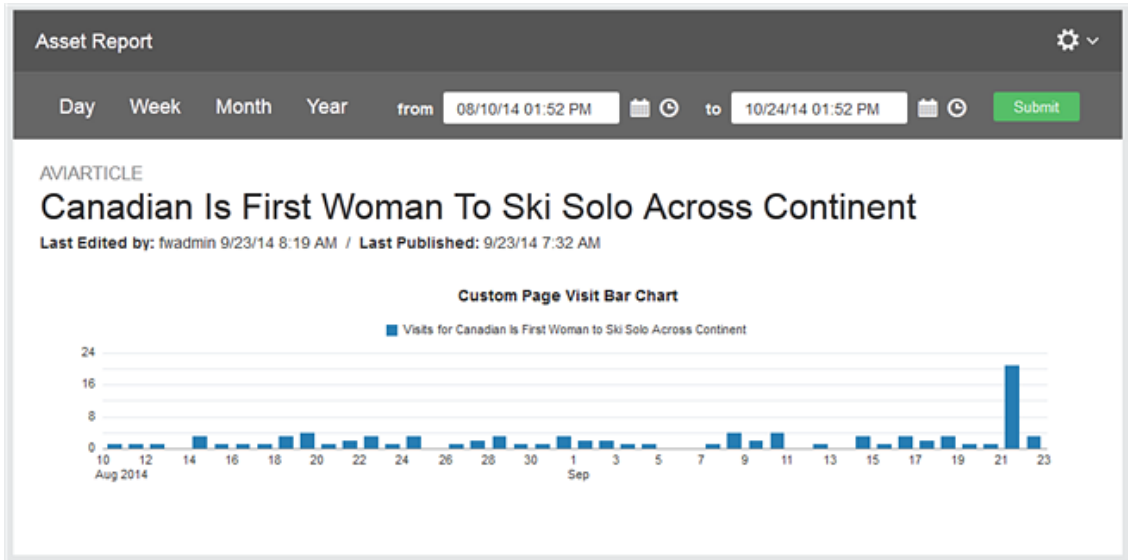 Asset Report
Day Week Month Year from 08/10/14 01:52 PM to 10/24/14 01:52 PM Submit
AVIARTICLE
Canadian Is First Woman To Ski Solo Across Continent
Last Edited by: fwadmin 9/23/14 8:19 AM / Last Published: 9/23/14 7:32 AM
Custom Page Visit Bar Chart
Visits for Canadian Is First Woman to Ski Solo Across Continent
24
16
8
0
10 12 14 16 18 20 22 24 26 28 30 1 3 5 7 9 11 13 15 17 19 21 23
Aug 2014 Sep